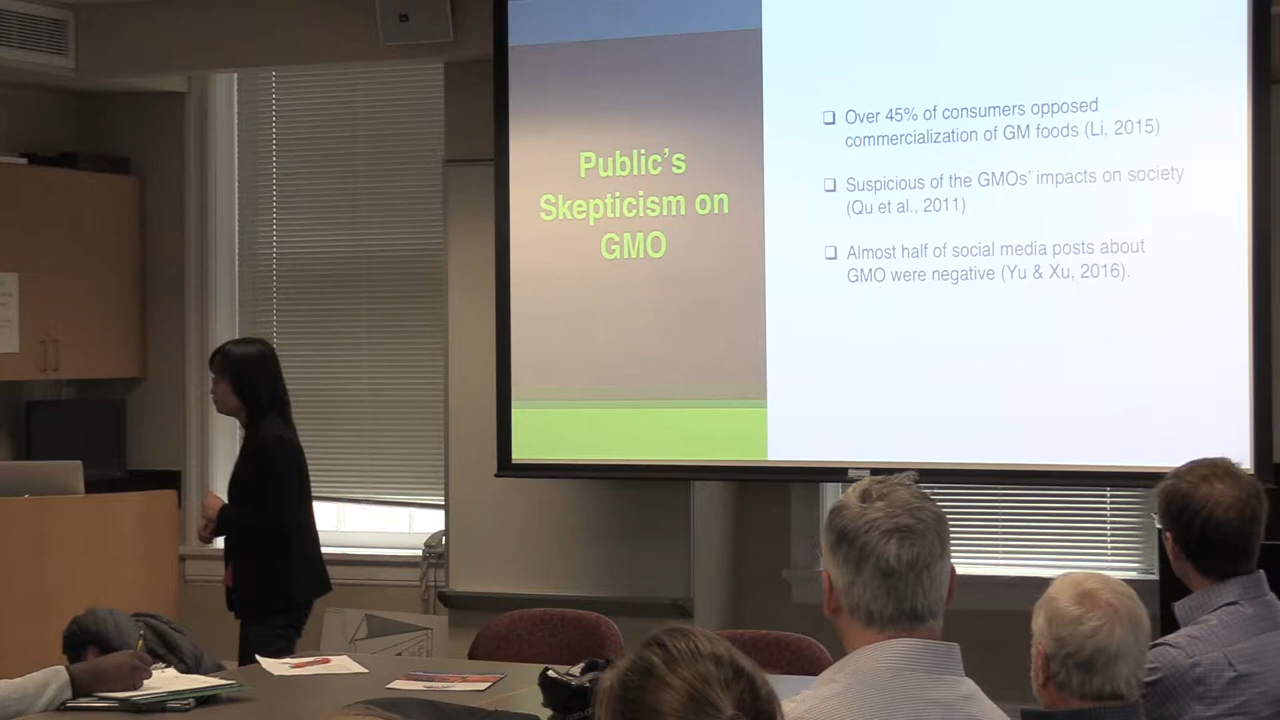 Public's
Skepticism on
GMO
❑ Over 45% of consumers opposed
commercialization of GM foods (Li, 2015)
❑ Suspicious of the GMOs' impacts on society
(Qu et al., 2011)
❑ Almost half of social media posts about
GMO were negative (Yu & Xu, 2016).